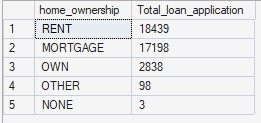 home_ownership Total_loan_application
1 RENT 18439
2 MORTGAGE 17198
3 OWN 2838
4 OTHER 98
5 NONE 3